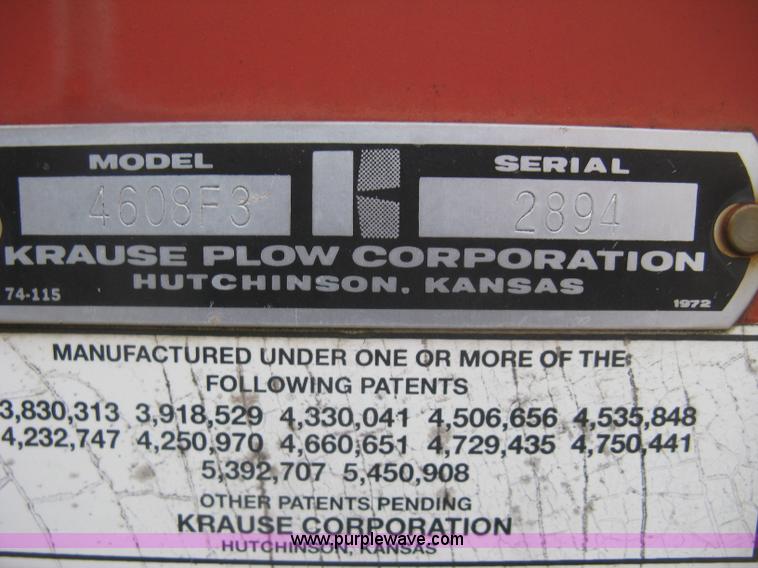 MODEL SERIAL
4608F3 2894
KRAUSE PLOW CORPORATION
HUTCHINSON, KANSAS
74-115 1972
MANUFACTURED UNDER ONE OR MORE OF THE
FOLLOWING PATENTS
3,830,313 3,918,529 4,330,041 4,506,656 4,535,848
4,232,747 4,250,970 4,660,651 4,729,435 4,750,441
5,392,707 5,450,908
OTHER PATENTS PENDING
KRAUSE CORPORATION
www.purplewave.com
HUTCHINSON, KANSAS